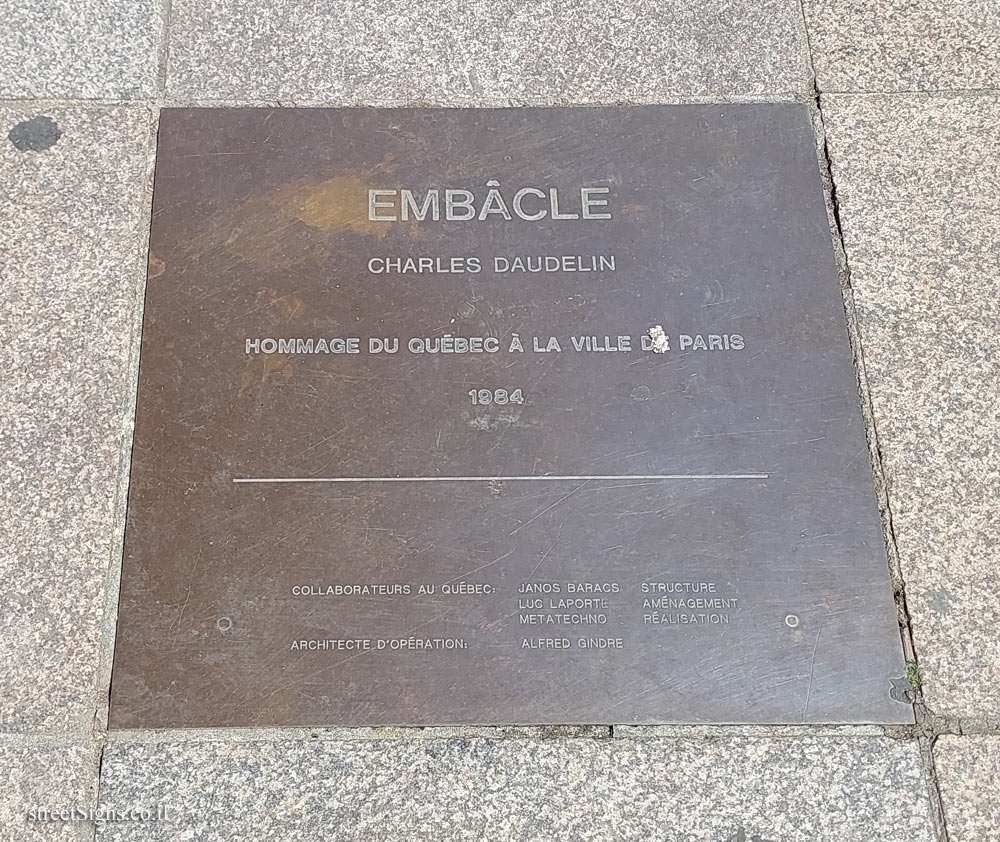 EMBÂCLE
CHARLES DAUDELIN
HOMMAGE DU QUÉBEC À LA VILLE DE PARIS
1984
COLLABORATEURS AU QUÉBEC: JANOS BARACS STRUCTURE
LUC LAPORTE AMÉNAGEMENT
METATECHNO RÉALISATION
ARCHITECTE D'OPÉRATION: ALFRED GINDRE
streetSigns.co.il